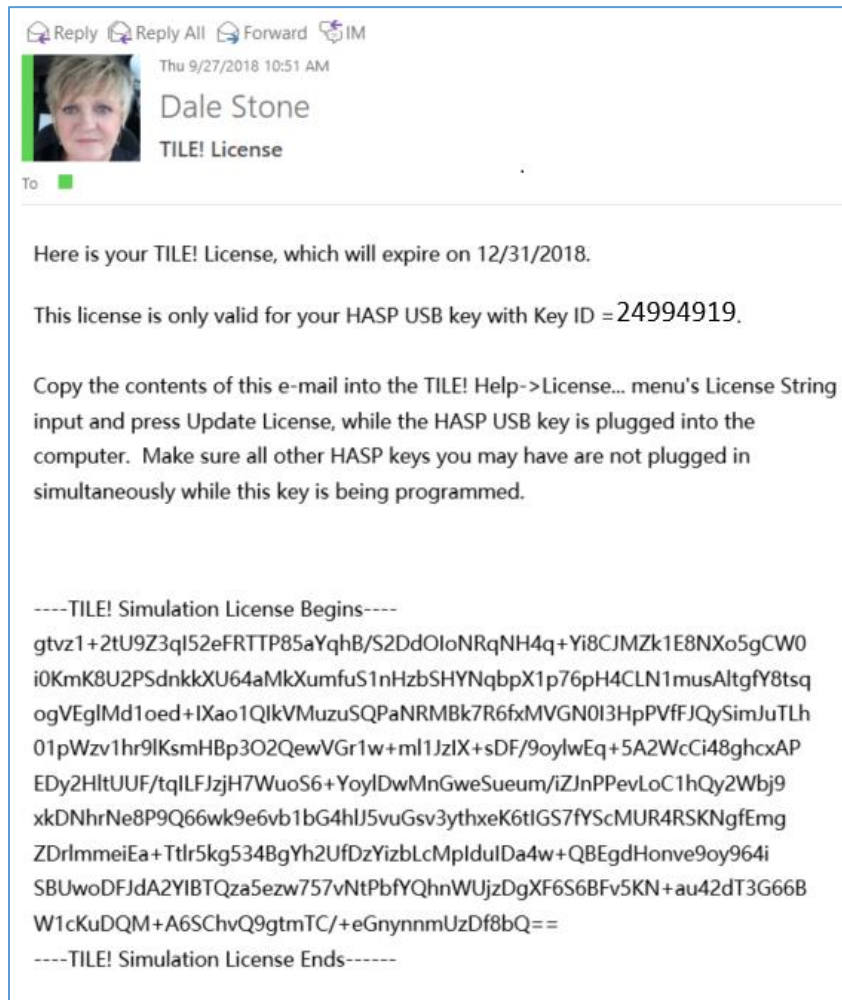 Reply Reply All Forward IM
Thu 9/27/2018 10:51 AM
Dale Stone
TILE! License
To
Here is your TILE! License, which will expire on 12/31/2018.
This license is only valid for your HASP USB key with Key ID =24994919.
Copy the contents of this e-mail into the TILE! Help->License... menu's License String
input and press Update License, while the HASP USB key is plugged into the
computer. Make sure all other HASP keys you may have are not plugged in
simultaneously while this key is being programmed.
----TILE! Simulation License Begins----
gtvz1+2tU9Z3qI52eFRTTP85aYqhB/S2DdOIoNRqNH4q+Yi8CJMZk1E8NXo5gCW0
i0KmK8U2PSdnkkXU64aMkXumfuS1nHzbSHYNqbpX1p76pH4CLN1musAltgfY8tsq
ogVEglMd1oed+IXao1QIkVMuzuSQPaNRMBk7R6fxMVGN0I3HpPVfFJQySimJuTLh
01pWzv1hr9lKsmHBp3O2QewVGr1w+ml1JzIX+sDF/9oylwEq+5A2WcCi48ghcxAP
EDy2HltUUF/tqILFJzjH7WuoS6+YoylDwMnGweSueum/iZJnPPevLoC1hQy2Wbj9
xkDNhrNe8P9Q66wk9e6vb1bG4hlJ5vuGsv3ythxeK6tIGS7fYScMUR4RSKNgfEmg
ZDrlmmeiEa+Ttlr5kg534BgYh2UfDzYizbLcMpIduIDa4w+QBEgdHonve9oy964i
SBUwoDFJdA2YIBTQza5ezw757vNtPbfYQhnWUjzDgXF6S6BFv5KN+au42dT3G66B
W1cKuDQM+A6SChvQ9gtmTC/+eGnynnmUzDf8bQ==
----TILE! Simulation License Ends------